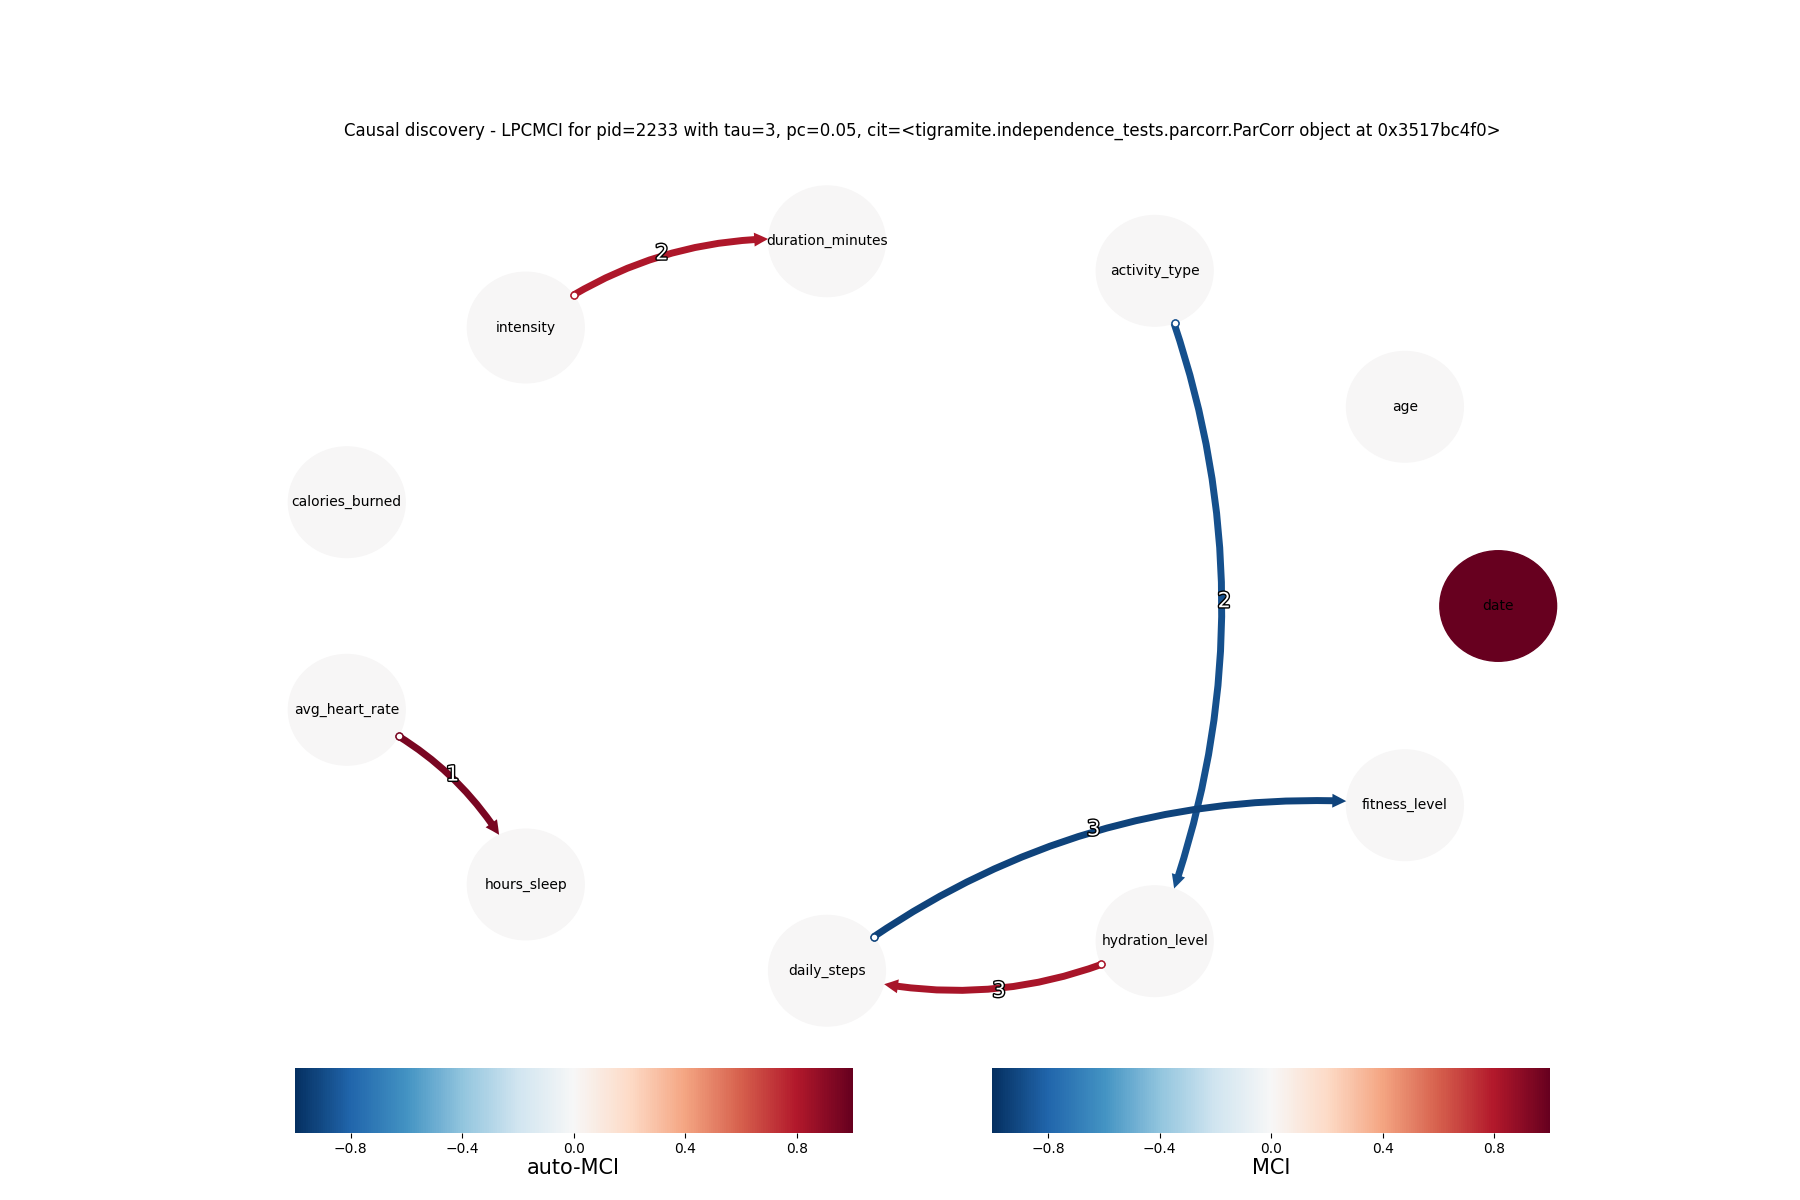 Causal discovery - LPCMCI for pid=2233 with tau=3, pc=0.05, cit=<tigramite.independence_tests.parcorr.ParCorr object at 0x3517bc4f0>
duration_minutes
2
activity_type
intensity
age
calories_burned
2
date
avg_heart_rate
1
fitness_level
3
hours_sleep
hydration_level
daily_steps
3
−0.8 −0.4 0.0 0.4 0.8
auto-MCI
−0.8 −0.4 0.0 0.4 0.8
MCI